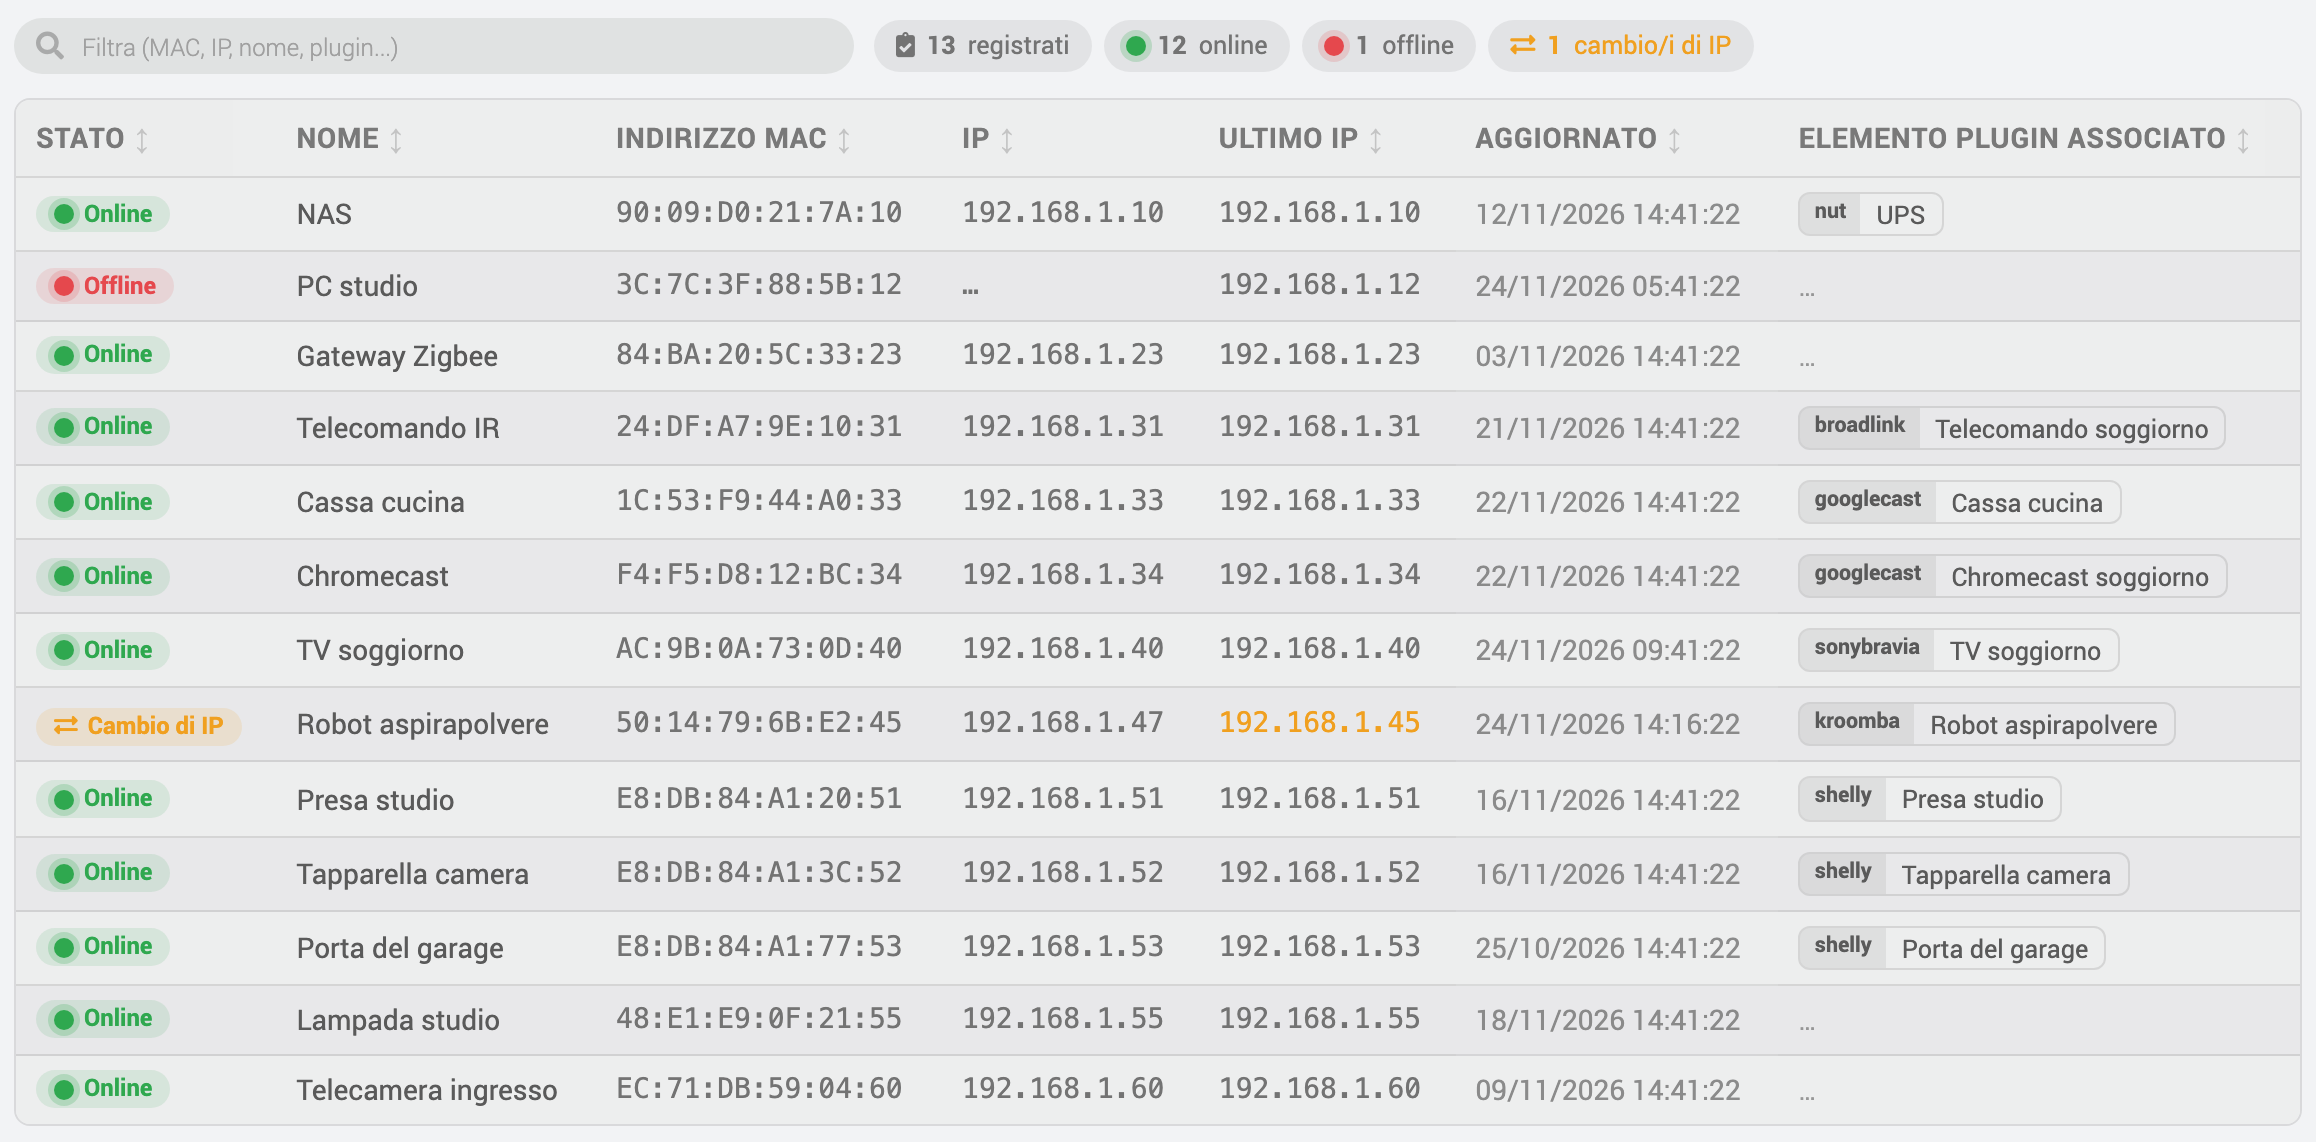 Filtra (MAC, IP, nome, plugin...) 13 registrati 12 online 1 offline 1 cambio/i di IP
STATO NOME INDIRIZZO MAC IP ULTIMO IP AGGIORNATO ELEMENTO PLUGIN ASSOCIATO
Online NAS 90:09:D0:21:7A:10 192.168.1.10 192.168.1.10 12/11/2026 14:41:22 nut UPS
Offline PC studio 3C:7C:3F:88:5B:12 … 192.168.1.12 24/11/2026 05:41:22 …
Online Gateway Zigbee 84:BA:20:5C:33:23 192.168.1.23 192.168.1.23 03/11/2026 14:41:22 …
Online Telecomando IR 24:DF:A7:9E:10:31 192.168.1.31 192.168.1.31 21/11/2026 14:41:22 broadlink Telecomando soggiorno
Online Cassa cucina 1C:53:F9:44:A0:33 192.168.1.33 192.168.1.33 22/11/2026 14:41:22 googlecast Cassa cucina
Online Chromecast F4:F5:D8:12:BC:34 192.168.1.34 192.168.1.34 22/11/2026 14:41:22 googlecast Chromecast soggiorno
Online TV soggiorno AC:9B:0A:73:0D:40 192.168.1.40 192.168.1.40 24/11/2026 09:41:22 sonybravia TV soggiorno
Cambio di IP Robot aspirapolvere 50:14:79:6B:E2:45 192.168.1.47 192.168.1.45 24/11/2026 14:16:22 kroomba Robot aspirapolvere
Online Presa studio E8:DB:84:A1:20:51 192.168.1.51 192.168.1.51 16/11/2026 14:41:22 shelly Presa studio
Online Tapparella camera E8:DB:84:A1:3C:52 192.168.1.52 192.168.1.52 16/11/2026 14:41:22 shelly Tapparella camera
Online Porta del garage E8:DB:84:A1:77:53 192.168.1.53 192.168.1.53 25/10/2026 14:41:22 shelly Porta del garage
Online Lampada studio 48:E1:E9:0F:21:55 192.168.1.55 192.168.1.55 18/11/2026 14:41:22 …
Online Telecamera ingresso EC:71:DB:59:04:60 192.168.1.60 192.168.1.60 09/11/2026 14:41:22 …